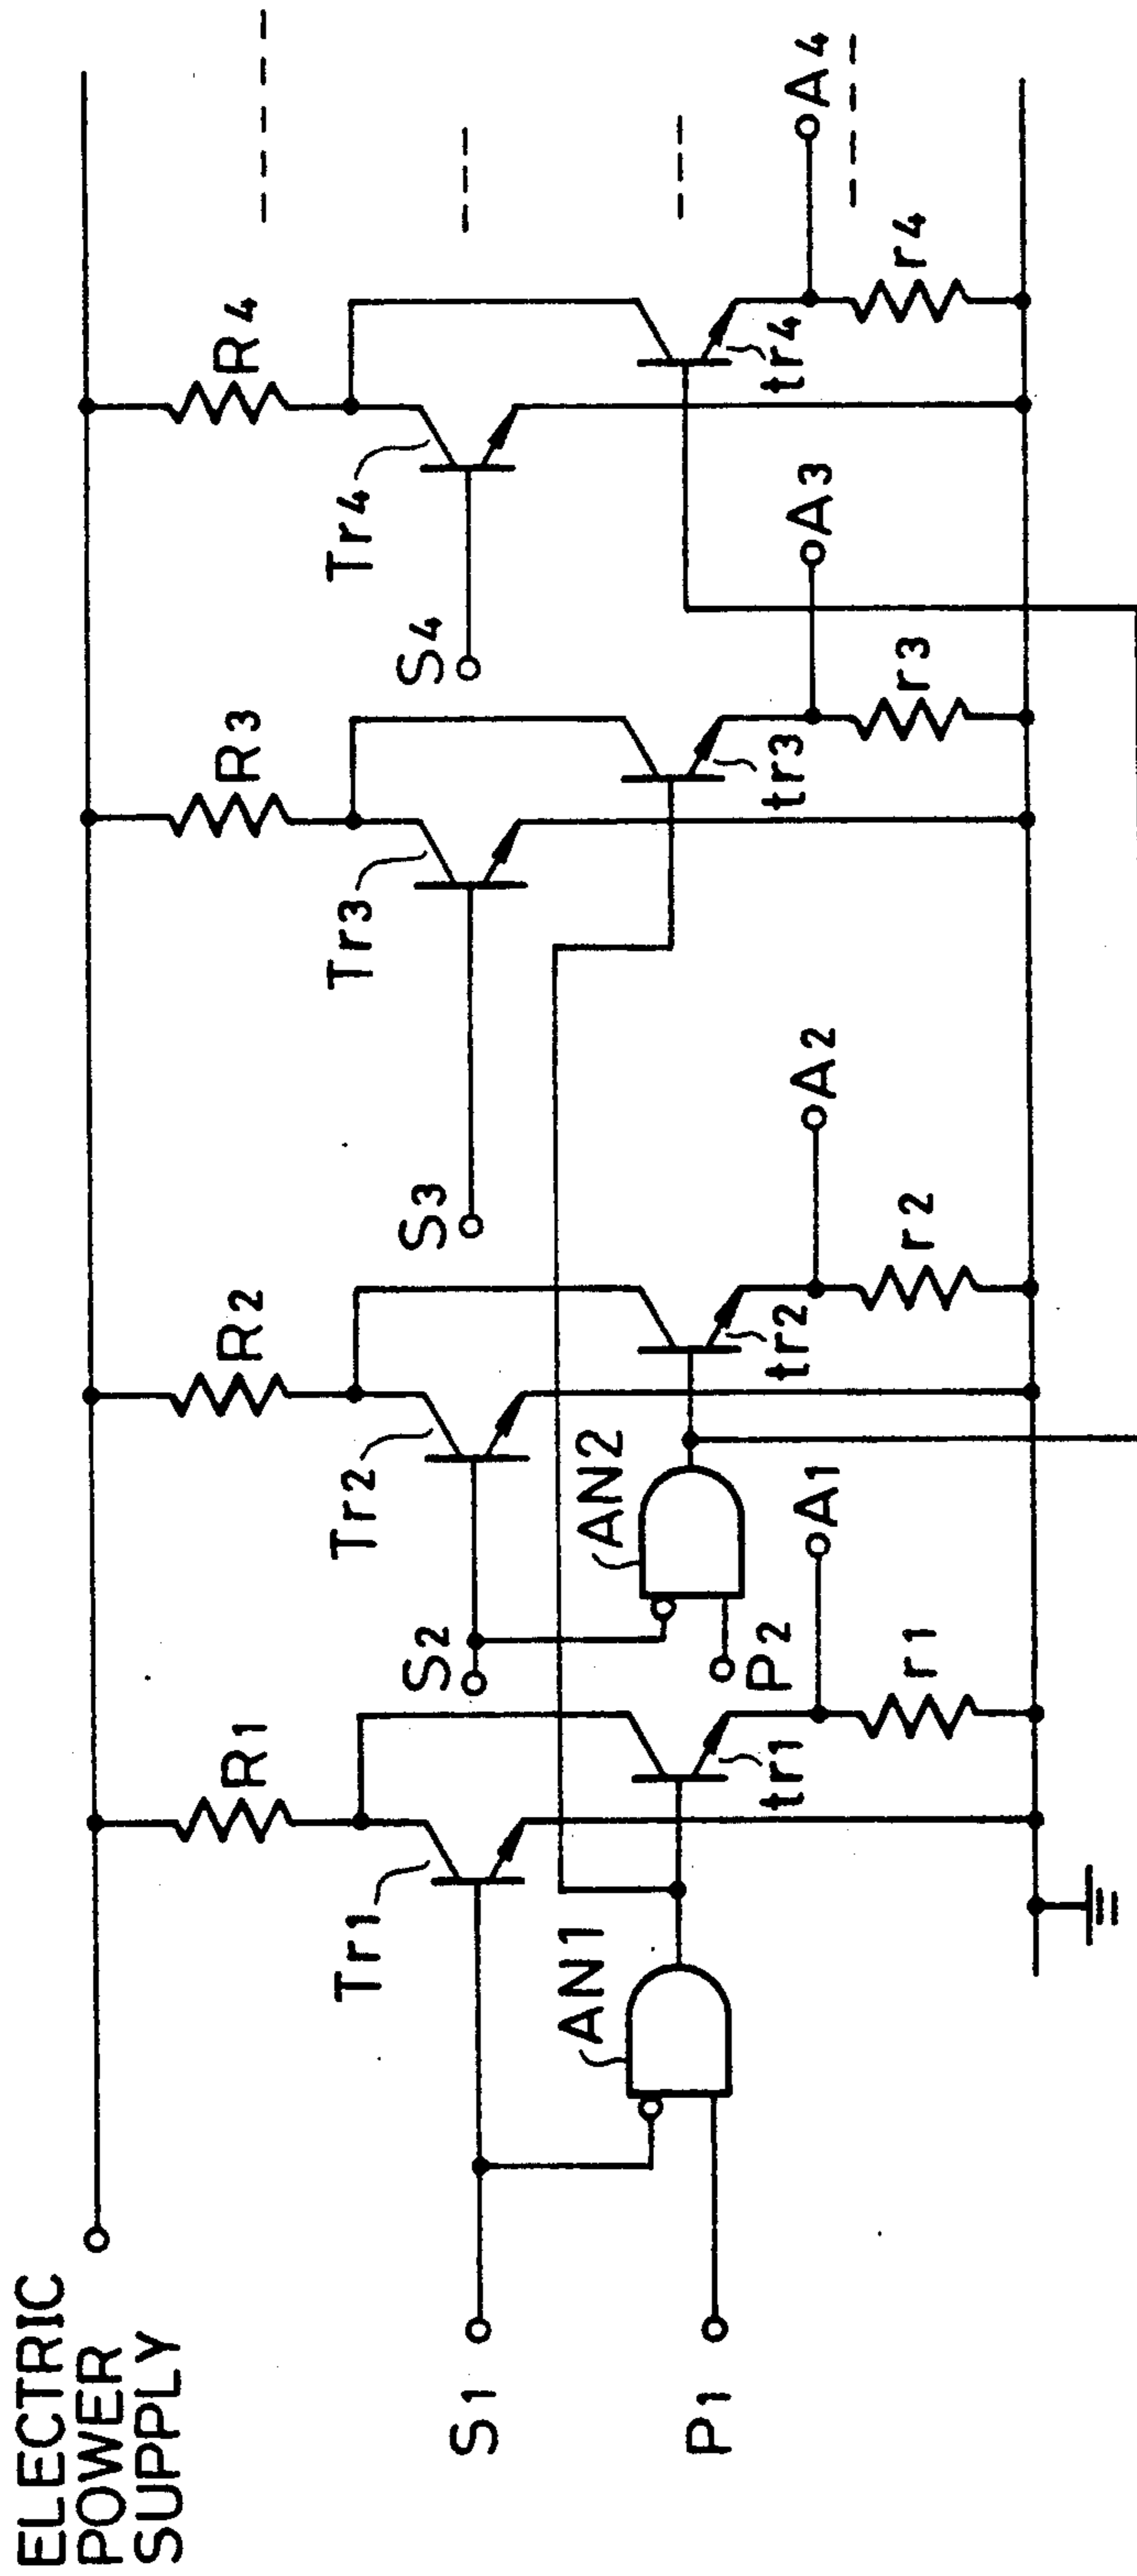 ELECTRIC
POWER
SUPPLY
R1
R2
R3
R4
Tr1
Tr2
Tr3
Tr4
S1
S2
S3
S4
AN1
AN2
P1
P2
tr1
tr2
tr3
tr4
A1
A2
A3
A4
r1
r2
r3
r4